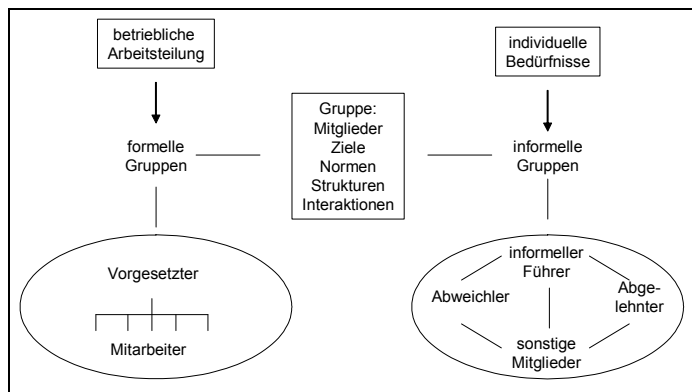 betriebliche
Arbeitsteilung
individuelle
Bedürfnisse
Gruppe:
Mitglieder
Ziele
Normen
Strukturen
Interaktionen
formelle
Gruppen
informelle
Gruppen
Vorgesetzter
Mitarbeiter
informeller
Führer
Abweichler
Abge-
lehnter
sonstige
Mitglieder